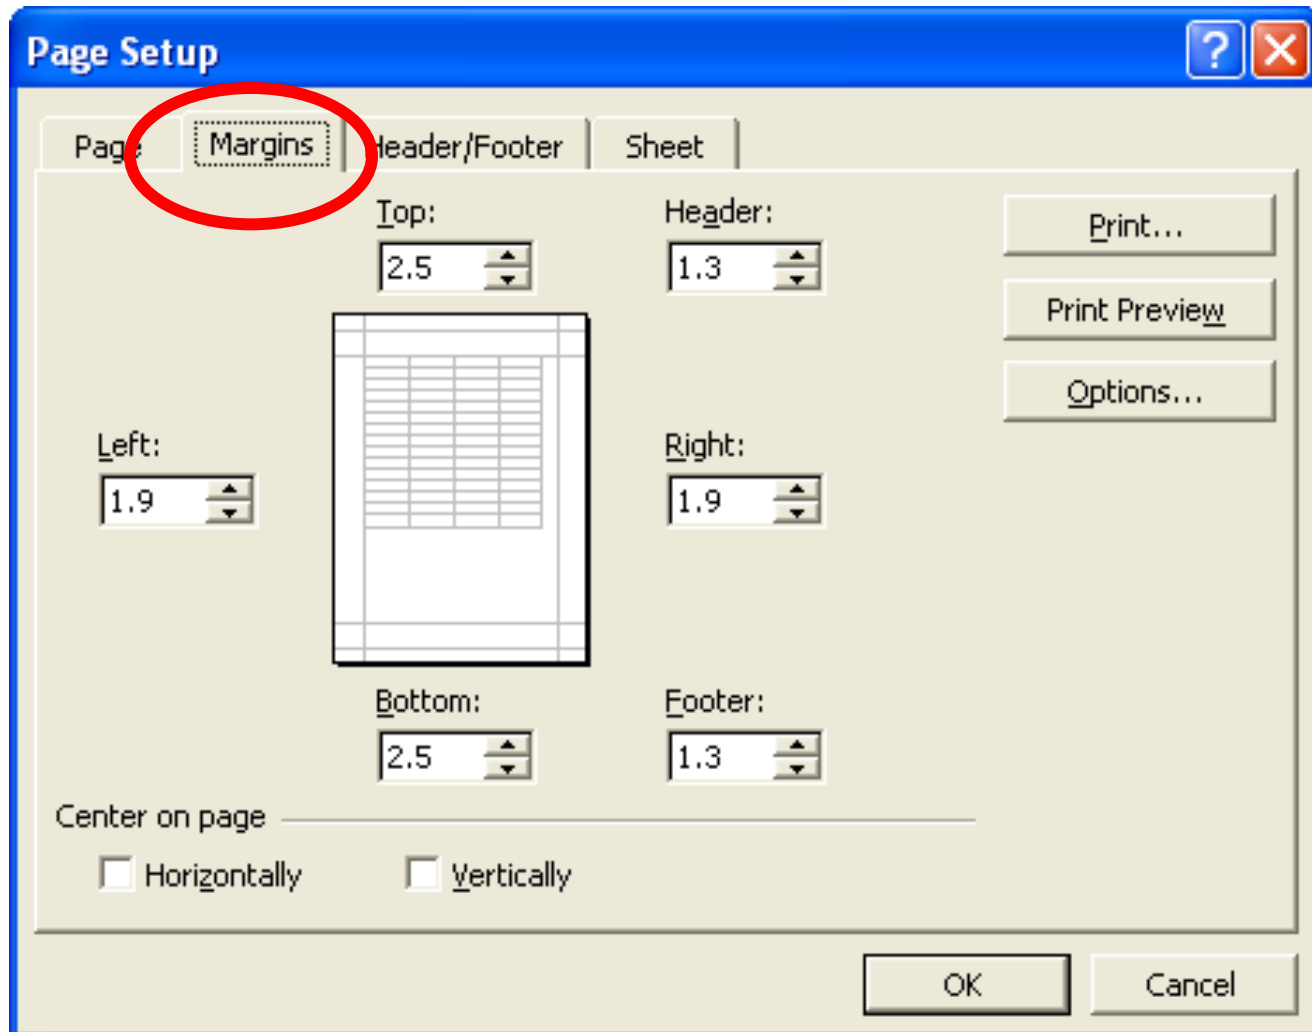 Page Setup
Page Margins Header/Footer Sheet
Top: Header: Print...
2.5 1.3
Print Preview
Options...
Left: Right:
1.9 1.9
Bottom: Footer:
2.5 1.3
Center on page
Horizontally Vertically
OK Cancel